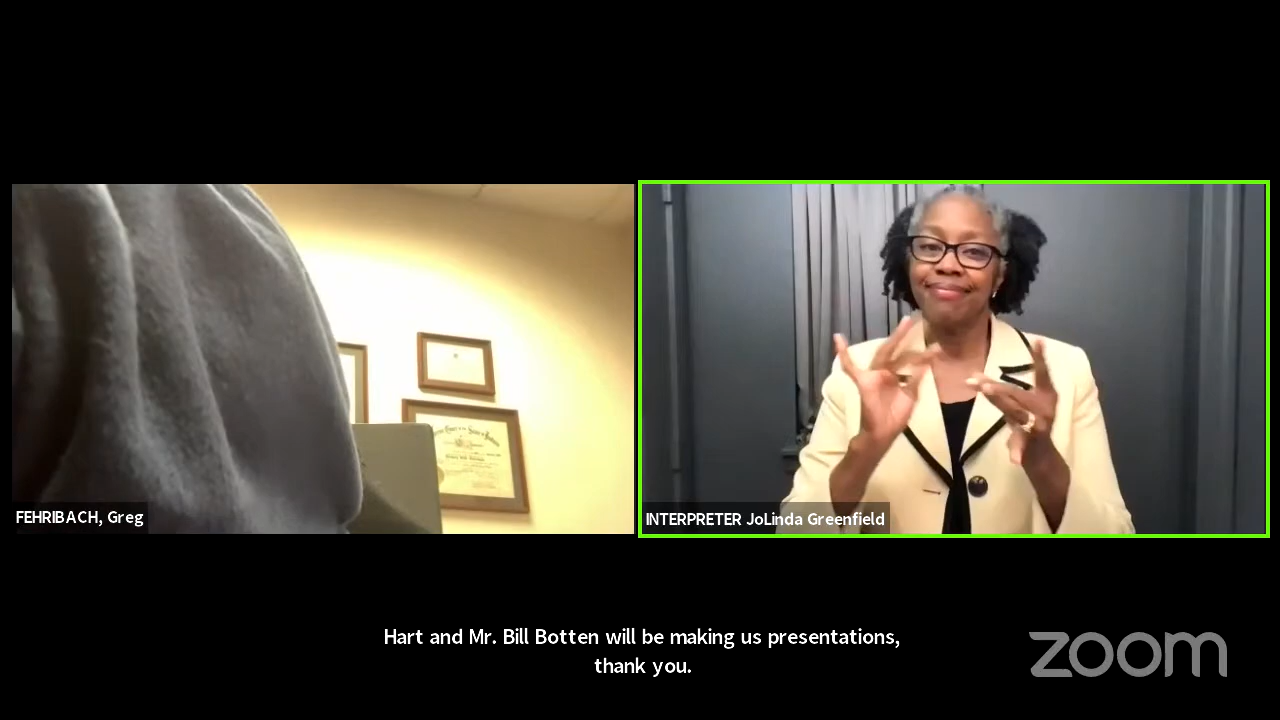 FEHRIBACH, Greg
INTERPRETER JoLinda Greenfield
Hart and Mr. Bill Botten will be making us presentations,
thank you.
zoom